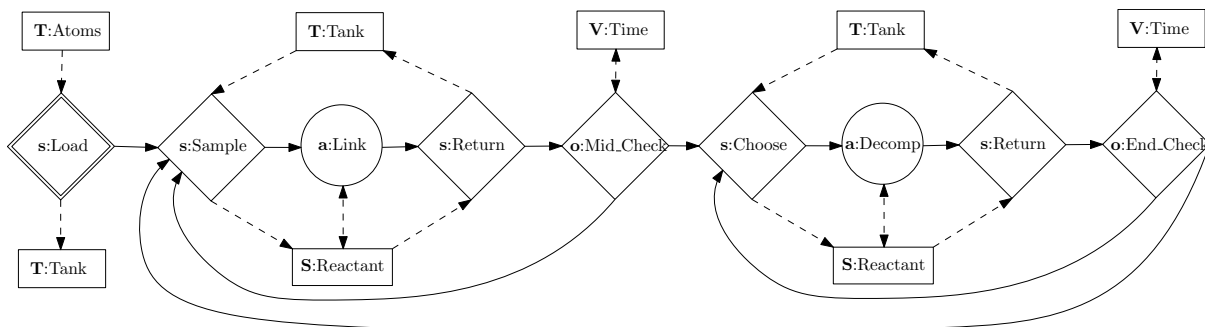 T:Atoms
T:Tank
V:Time
T:Tank
V:Time
s:Load
s:Sample
a:Link
s:Return
o:Mid_Check
s:Choose
a:Decomp
s:Return
o:End_Check
T:Tank
S:Reactant
S:Reactant